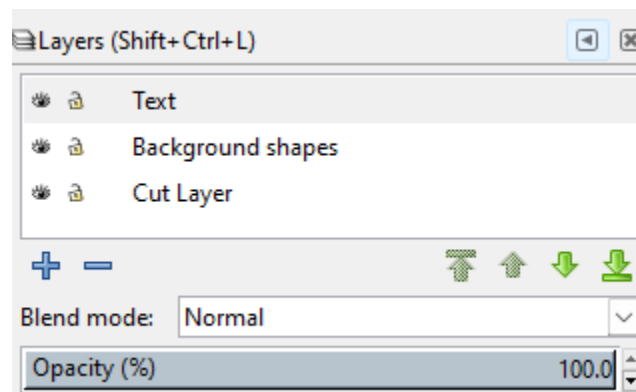 Layers (Shift+Ctrl+L)
Text
Background shapes
Cut Layer
Blend mode: Normal
Opacity (%) 100.0